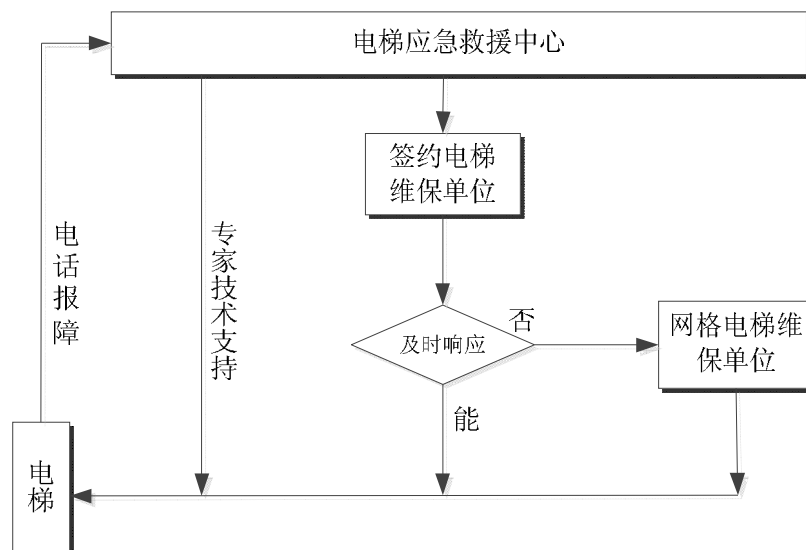 电梯应急救援中心
签约电梯
维保单位
电话报障
专家技术支持
及时响应
否
网格电梯维
保单位
能
电梯